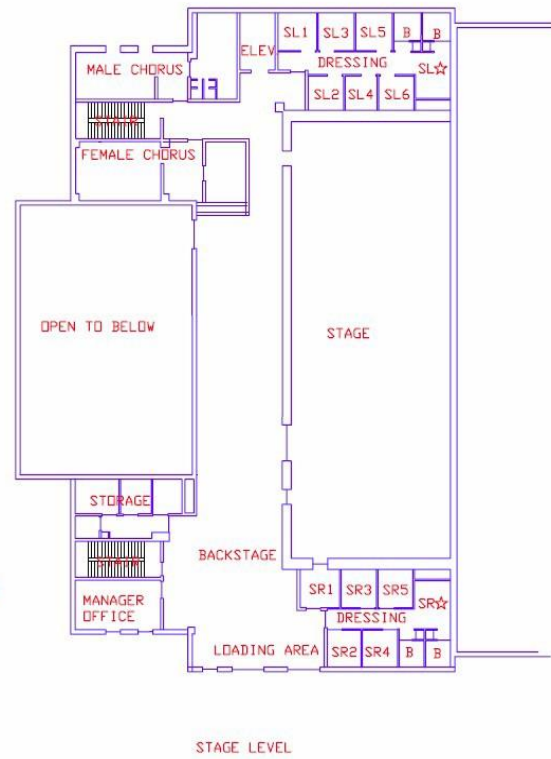 SL1 SL3 SL5 B B
ELEV
MALE CHORUS
DRESSING
SL☆
SL2 SL4 SL6
STAIR
FEMALE CHORUS
OPEN TO BELOW
STAGE
STORAGE
BACKSTAGE
STAIR
SR1 SR3 SR5
SR☆
MANAGER
OFFICE
DRESSING
LOADING AREA
SR2 SR4 B B
STAGE LEVEL